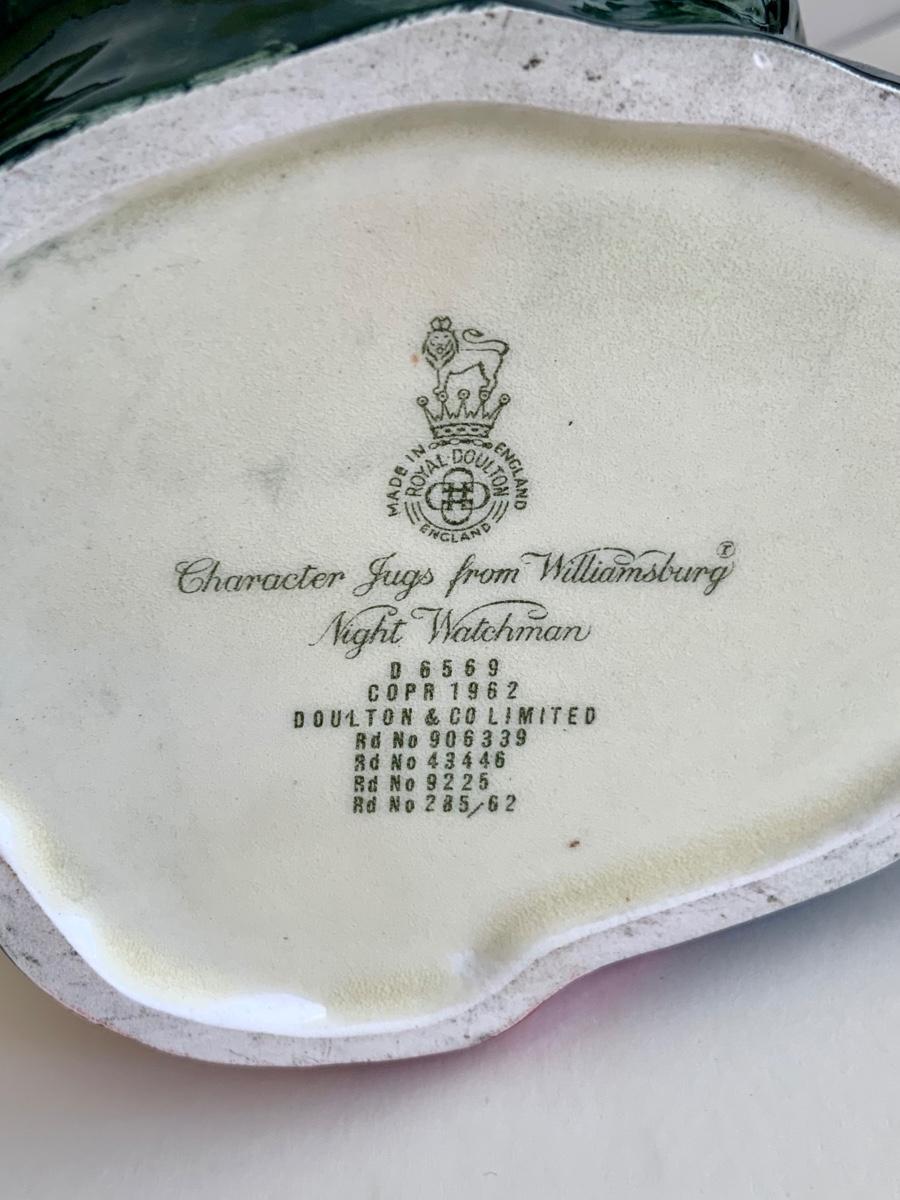 MADE IN ENGLAND
ROYAL·DOULTON
ENGLAND
Character Jugs from Williamsburg ®
Night Watchman
D 6569
COPR 1962
DOULTON & CO LIMITED
Rd No 906339
Rd No 43446
Rd No 9225
Rd No 285/62